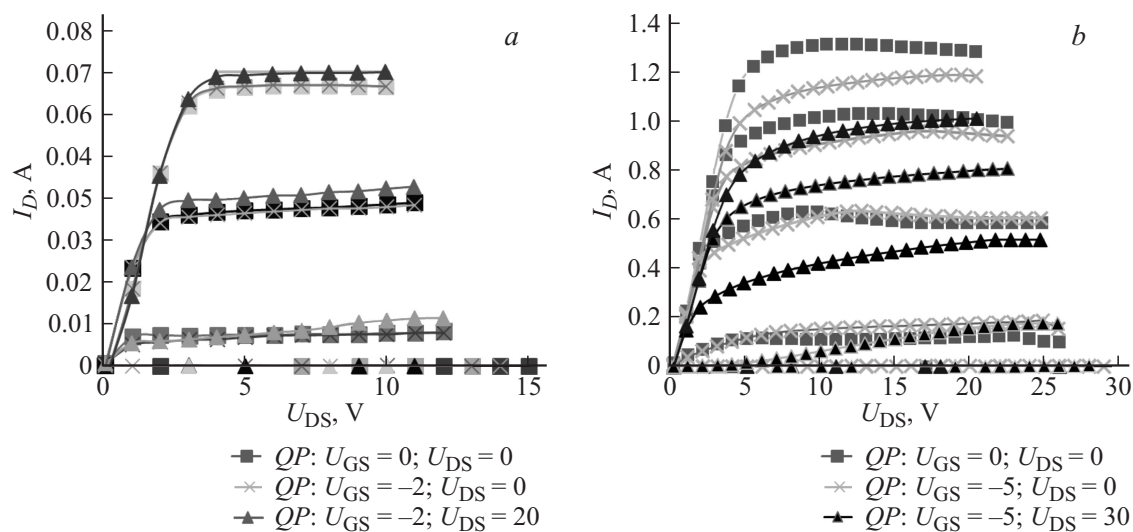 a
b
I_D, A
0.08
0.07
0.06
0.04
0.05
0.03
0.02
0.01
0
0
5
10
15
U_DS, V
I_D, A
1.4
1.2
1.0
0.8
0.6
0.4
0.2
0
0
5
10
15
20
25
30
U_DS, V
QP: U_GS = 0; U_DS = 0
QP: U_GS = –2; U_DS = 0
QP: U_GS = –2; U_DS = 20
QP: U_GS = 0; U_DS = 0
QP: U_GS = –5; U_DS = 0
QP: U_GS = –5; U_DS = 30